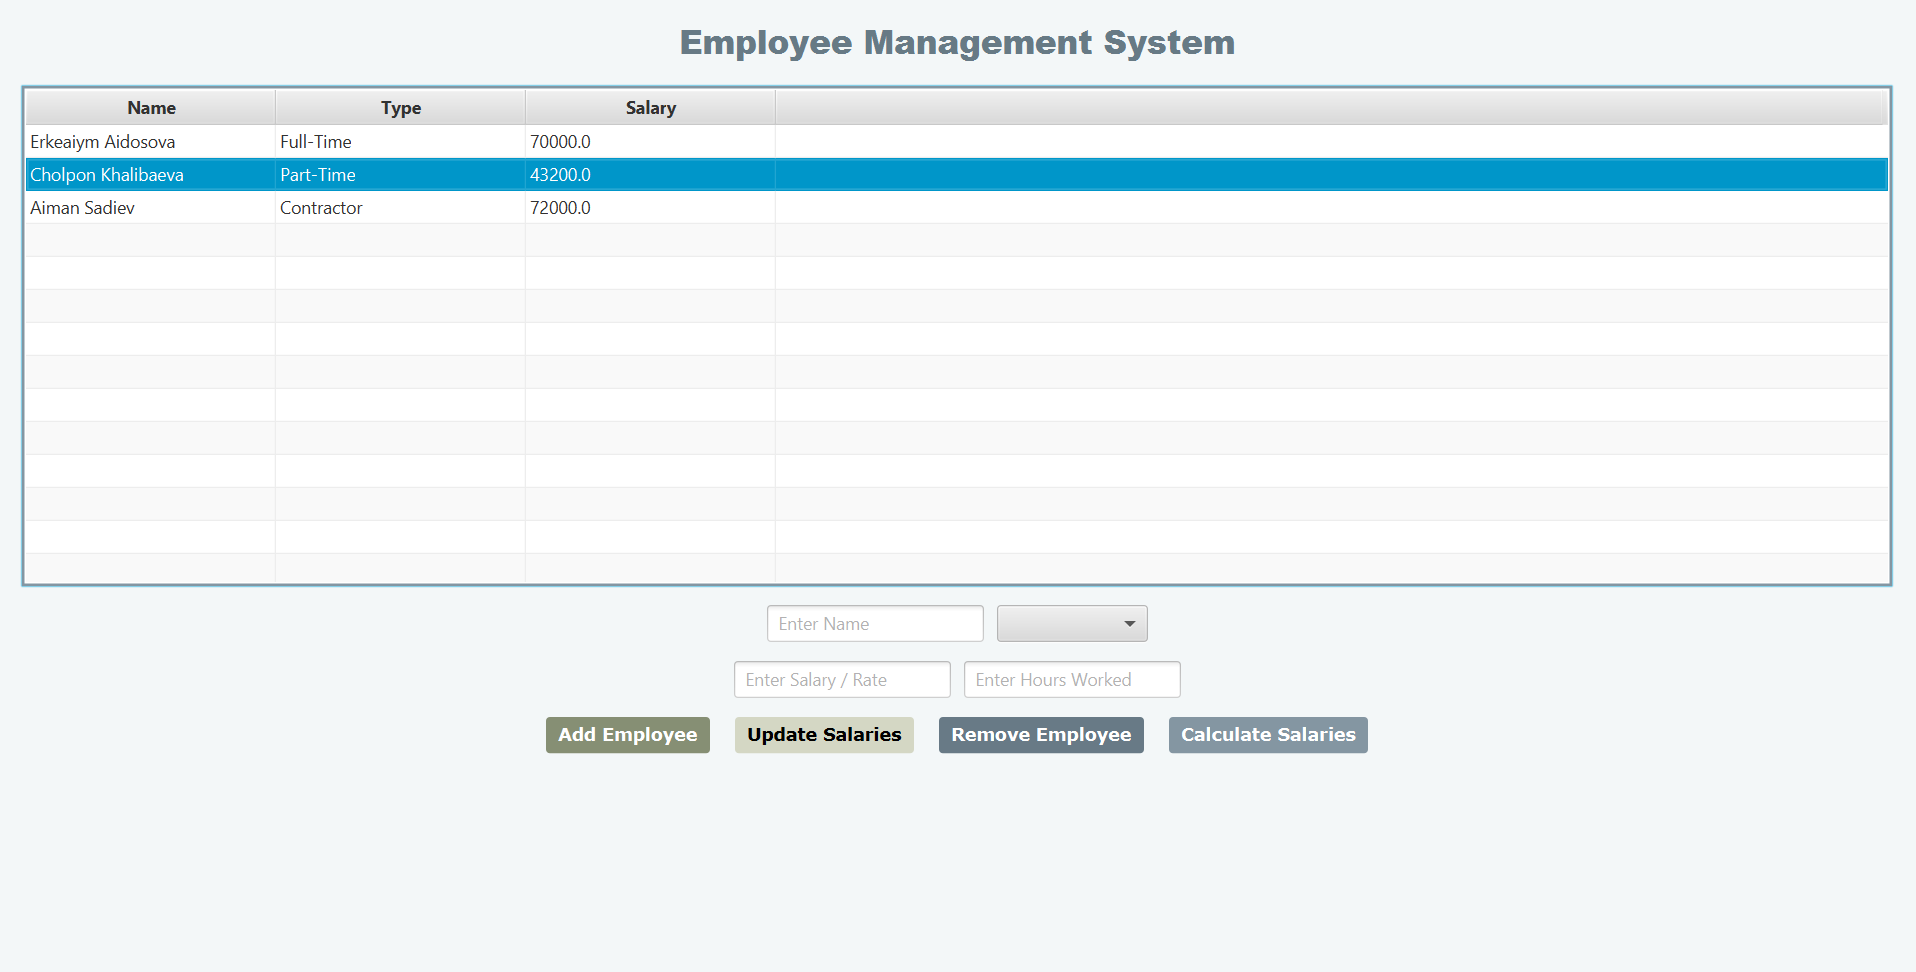 Employee Management System
Name Type Salary
Erkeaiym Aidosova Full-Time 70000.0
Cholpon Khalibaeva Part-Time 43200.0
Aiman Sadiev Contractor 72000.0
Enter Name
Enter Salary / Rate Enter Hours Worked
Add Employee Update Salaries Remove Employee Calculate Salaries